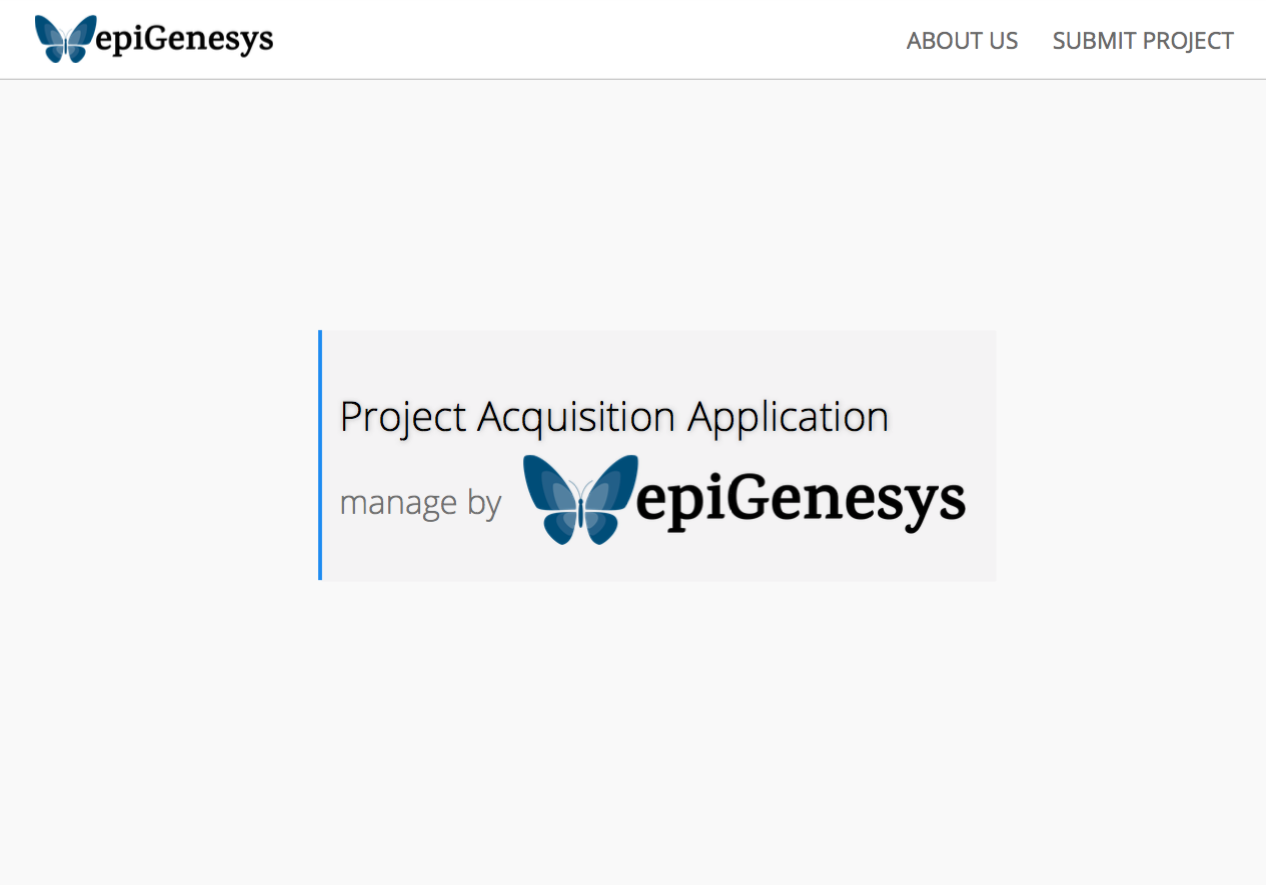 epiGenesys
ABOUT US SUBMIT PROJECT
Project Acquisition Application
manage by epiGenesys